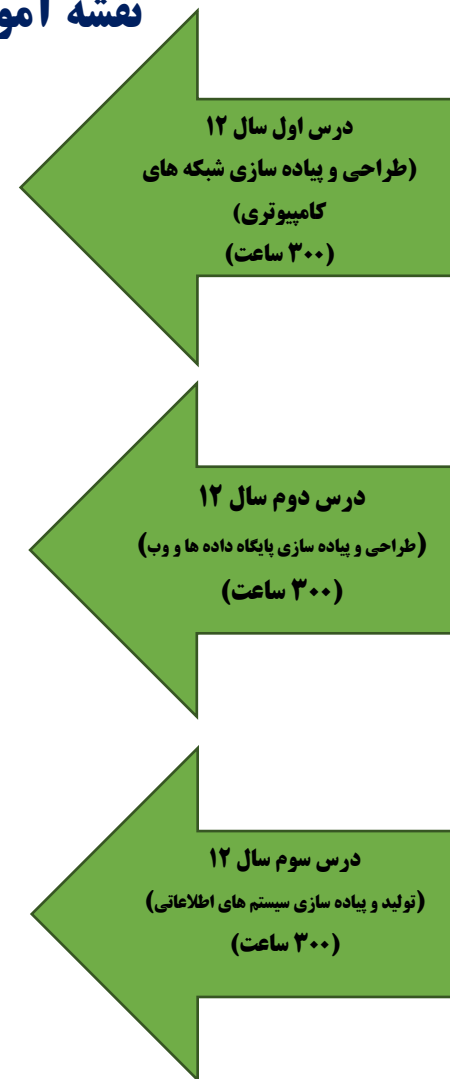 نقشه
درس اول سال ۱۲
(طراحی و پیاده سازی شبکه های
کامپیوتری)
(۳۰۰ ساعت)
درس دوم سال ۱۲
(طراحی و پیاده سازی پایگاه داده ها و وب)
(۳۰۰ ساعت)
درس سوم سال ۱۲
(تولید و پیاده سازی سیستم های اطلاعاتی)
(۳۰۰ ساعت)